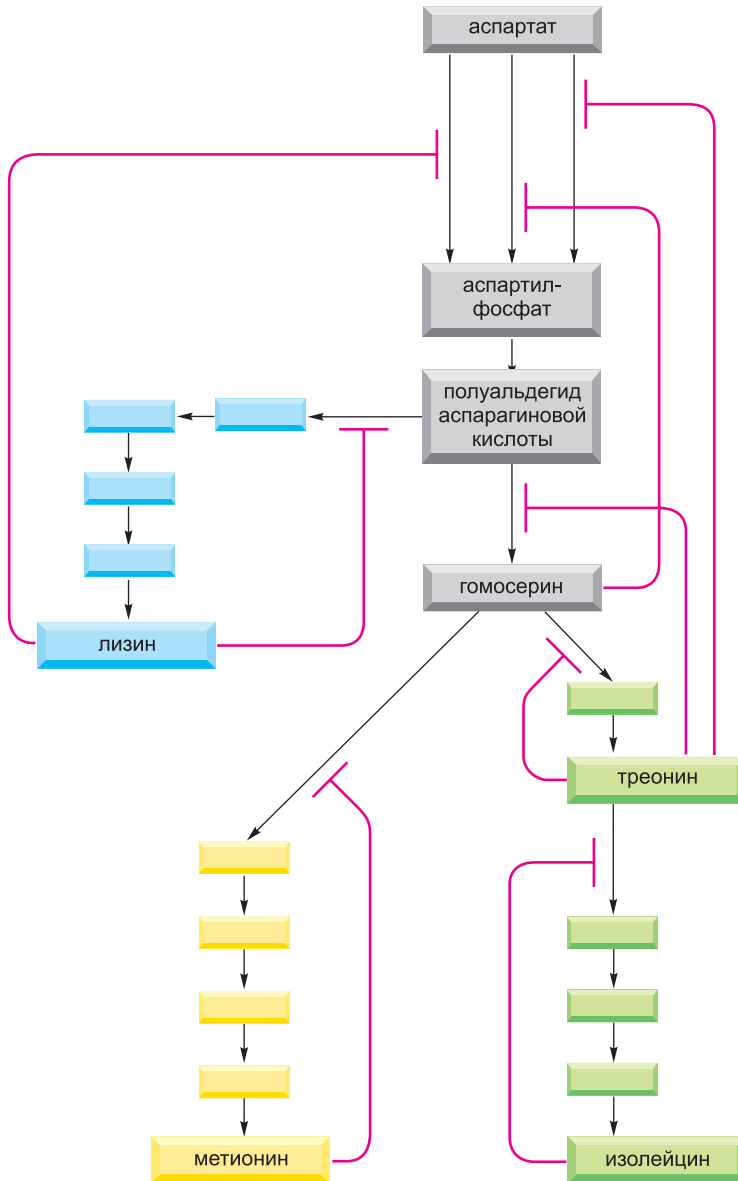 аспартат
аспартил-
фосфат
полуальдегид
аспарагиновой
кислоты
гомосерин
лизин
треонин
метионин
изолейцин